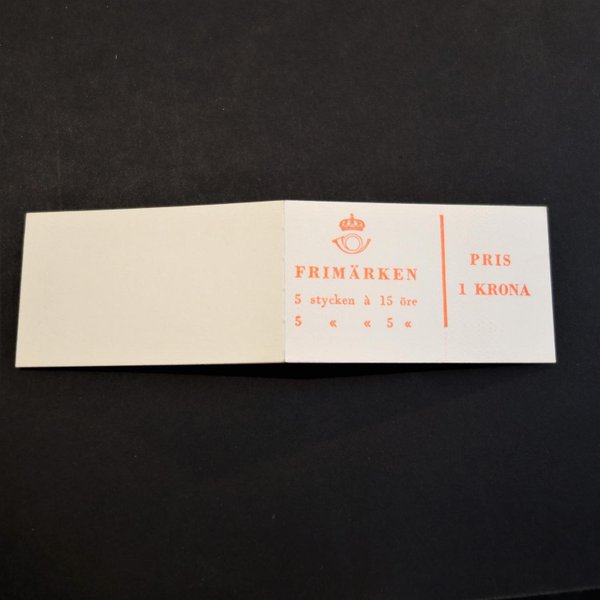 FRIMÄRKEN
5 stycken à 15 öre
5 « « 5 «
PRIS
1 KRONA